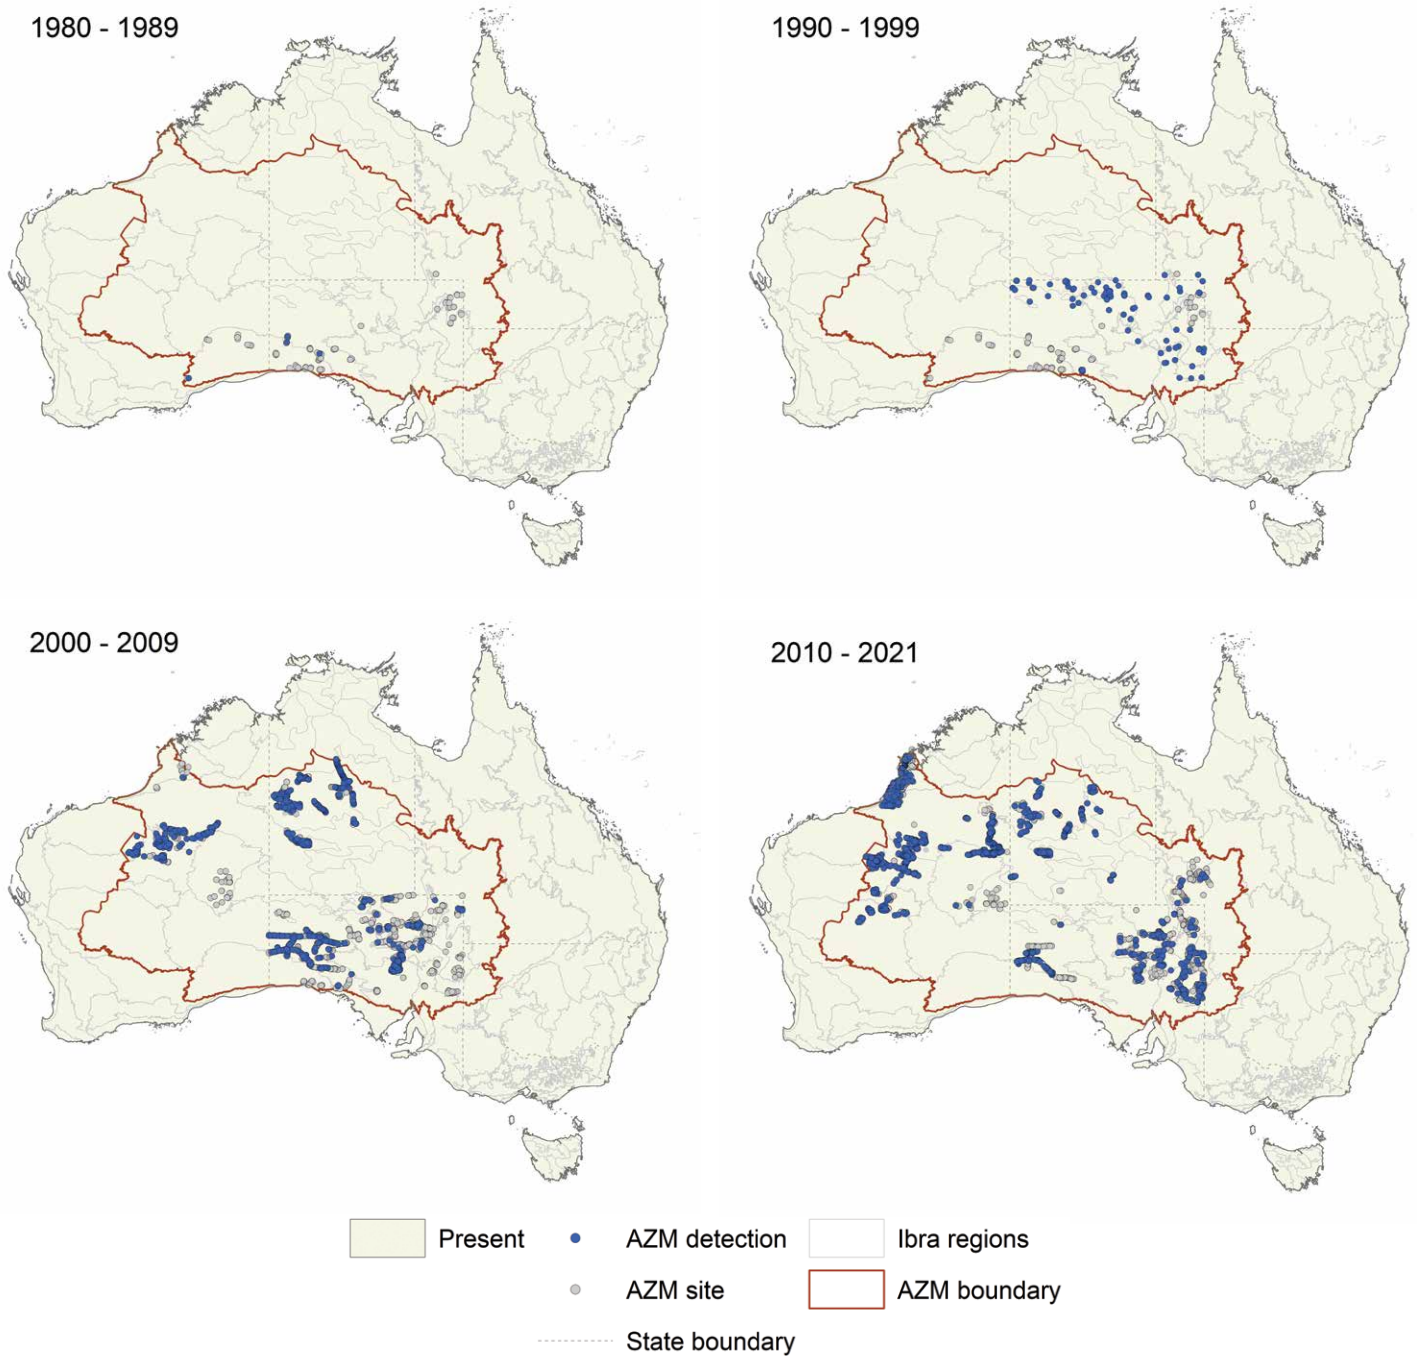 1980 - 1989
1990 - 1999
2000 - 2009
2010 - 2021
Present
AZM detection
Ibra regions
AZM site
AZM boundary
State boundary